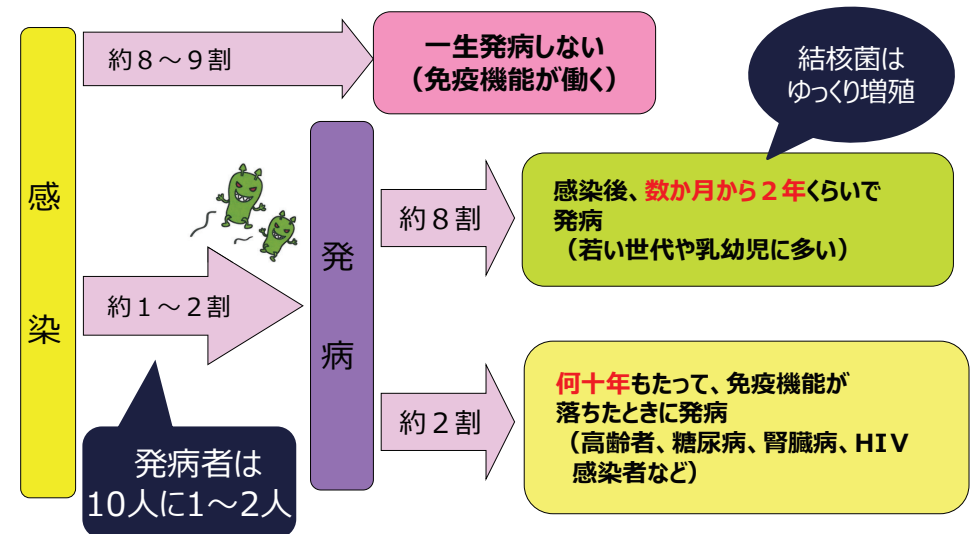 感染
約８～９割
一生発病しない
（免疫機能が働く）
結核菌は
ゆっくり増殖
約１～２割
発病者は
10人に1～2人
発病
約８割
感染後、数か月から２年くらいで
発病
（若い世代や乳幼児に多い）
約２割
何十年もたって、免疫機能が
落ちたときに発病
（高齢者、糖尿病、腎臓病、HIV
感染者など）